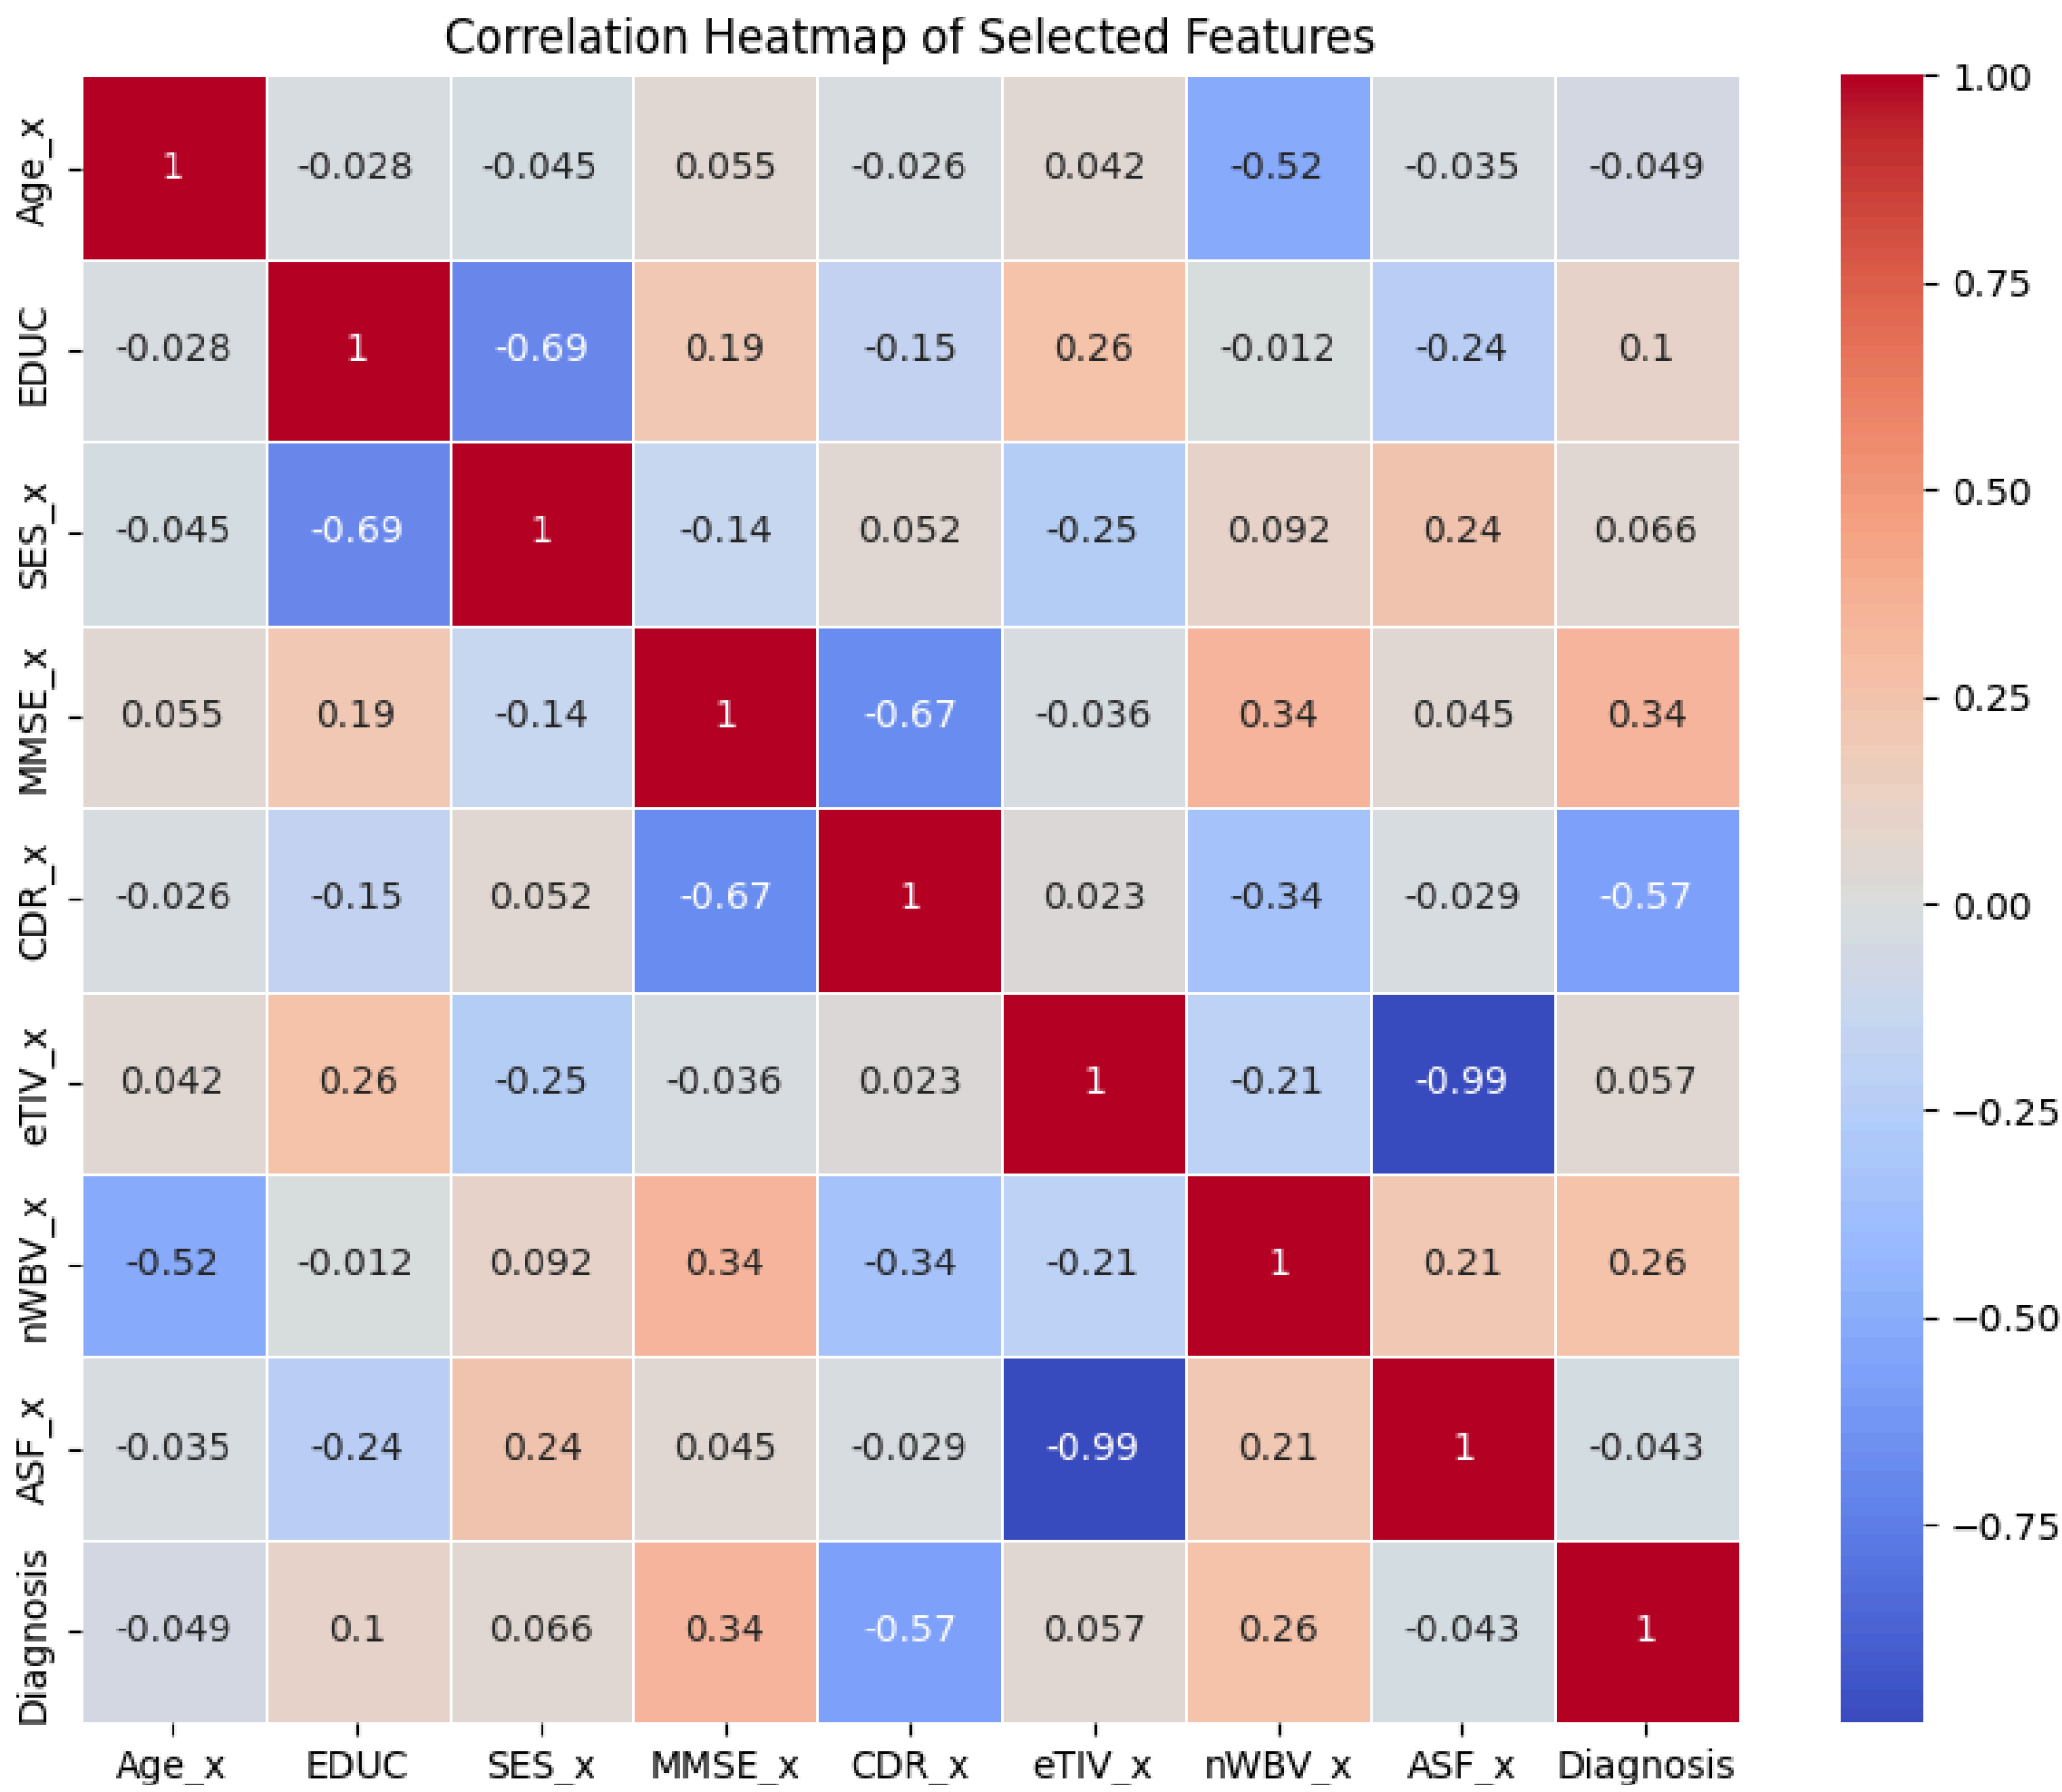 Correlation Heatmap of Selected Features
Age_x 1 -0.028 -0.045 0.055 -0.026 0.042 -0.52 -0.035 -0.049
EDUC -0.028 1 -0.69 0.19 -0.15 0.26 -0.012 -0.24 0.1
SES_x -0.045 -0.69 1 -0.14 0.052 -0.25 0.092 0.24 0.066
MMSE_x 0.055 0.19 -0.14 1 -0.67 -0.036 0.34 0.045 0.34
CDR_x -0.026 -0.15 0.052 -0.67 1 0.023 -0.34 -0.029 -0.57
eTIV_x 0.042 0.26 -0.25 -0.036 0.023 1 -0.21 -0.99 0.057
nWBV_x -0.52 -0.012 0.092 0.34 -0.34 -0.21 1 0.21 0.26
ASF_x -0.035 -0.24 0.24 0.045 -0.029 -0.99 0.21 1 -0.043
Diagnosis -0.049 0.1 0.066 0.34 -0.57 0.057 0.26 -0.043 1
Age_x EDUC SES_x MMSE_x CDR_x eTIV_x nWBV_x ASF_x Diagnosis
1.00
0.75
0.50
0.25
0.00
−0.25
−0.50
−0.75